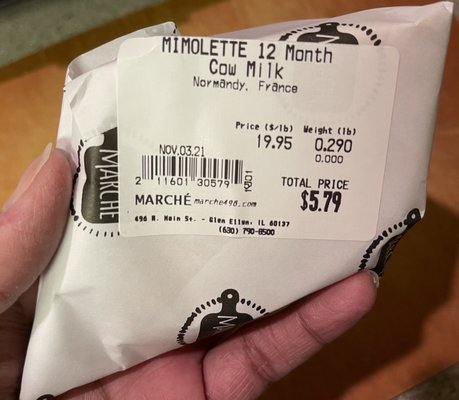 MIMOLETTE 12 Month
Cow Milk
Normandy, France
Price ($/lb) Weight (lb)
19.95 0.290
0.000
NOV.03.21
2 11601 30579
TOTAL PRICE
$5.79
MARCHÉ marche496.com
496 N. Main St. - Glen Ellyn, IL 60137
(630) 790-8500
MARCHÉ